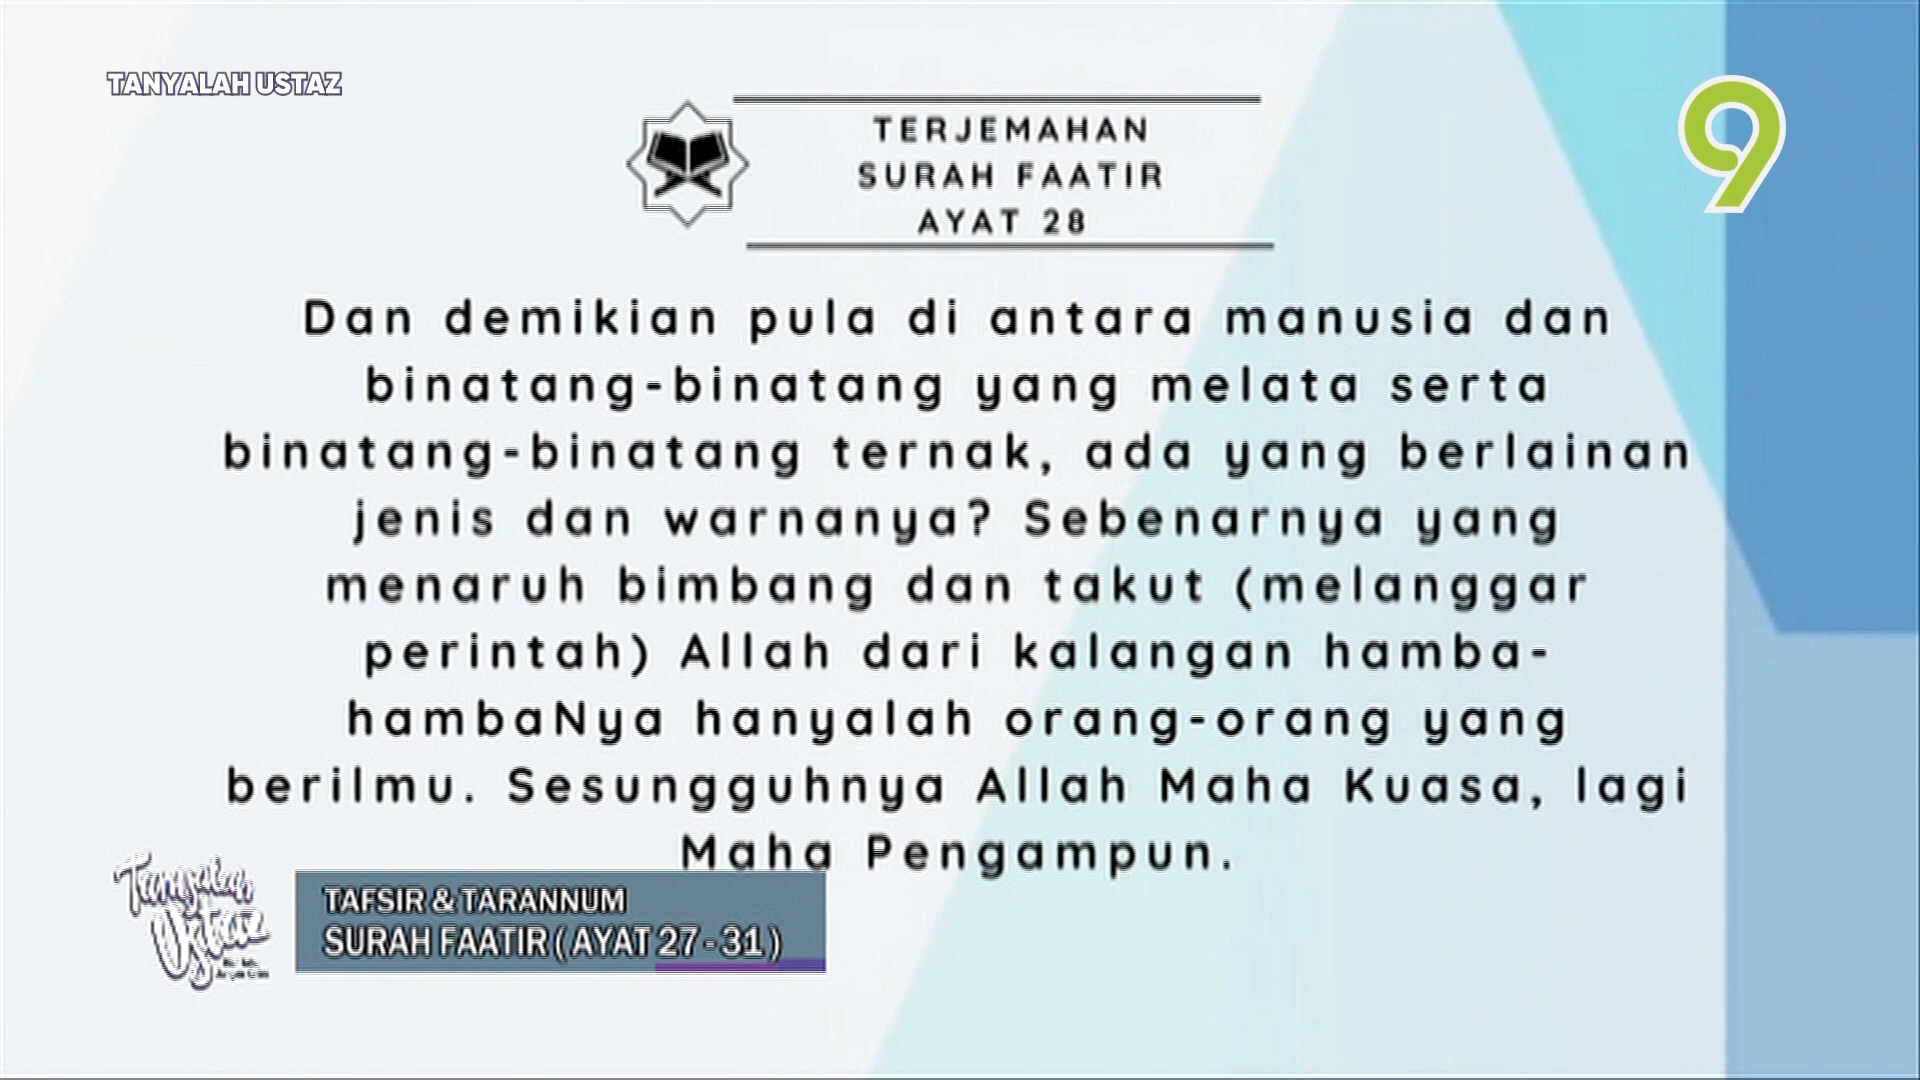 TANYALAH USTAZ
9
TERJEMAHAN
SURAH FAATIR
AYAT 28
Dan demikian pula di antara manusia dan
binatang-binatang yang melata serta
binatang-binatang ternak, ada yang berlainan
jenis dan warnanya? Sebenarnya yang
menaruh bimbang dan takut (melanggar
perintah) Allah dari kalangan hamba-
hambaNya hanyalah orang-orang yang
berilmu. Sesungguhnya Allah Maha Kuasa, lagi
Maha Pengampun.
Tanyalah
Ustaz
TAFSIR & TARANNUM
SURAH FAATIR ( AYAT 27 - 31 )